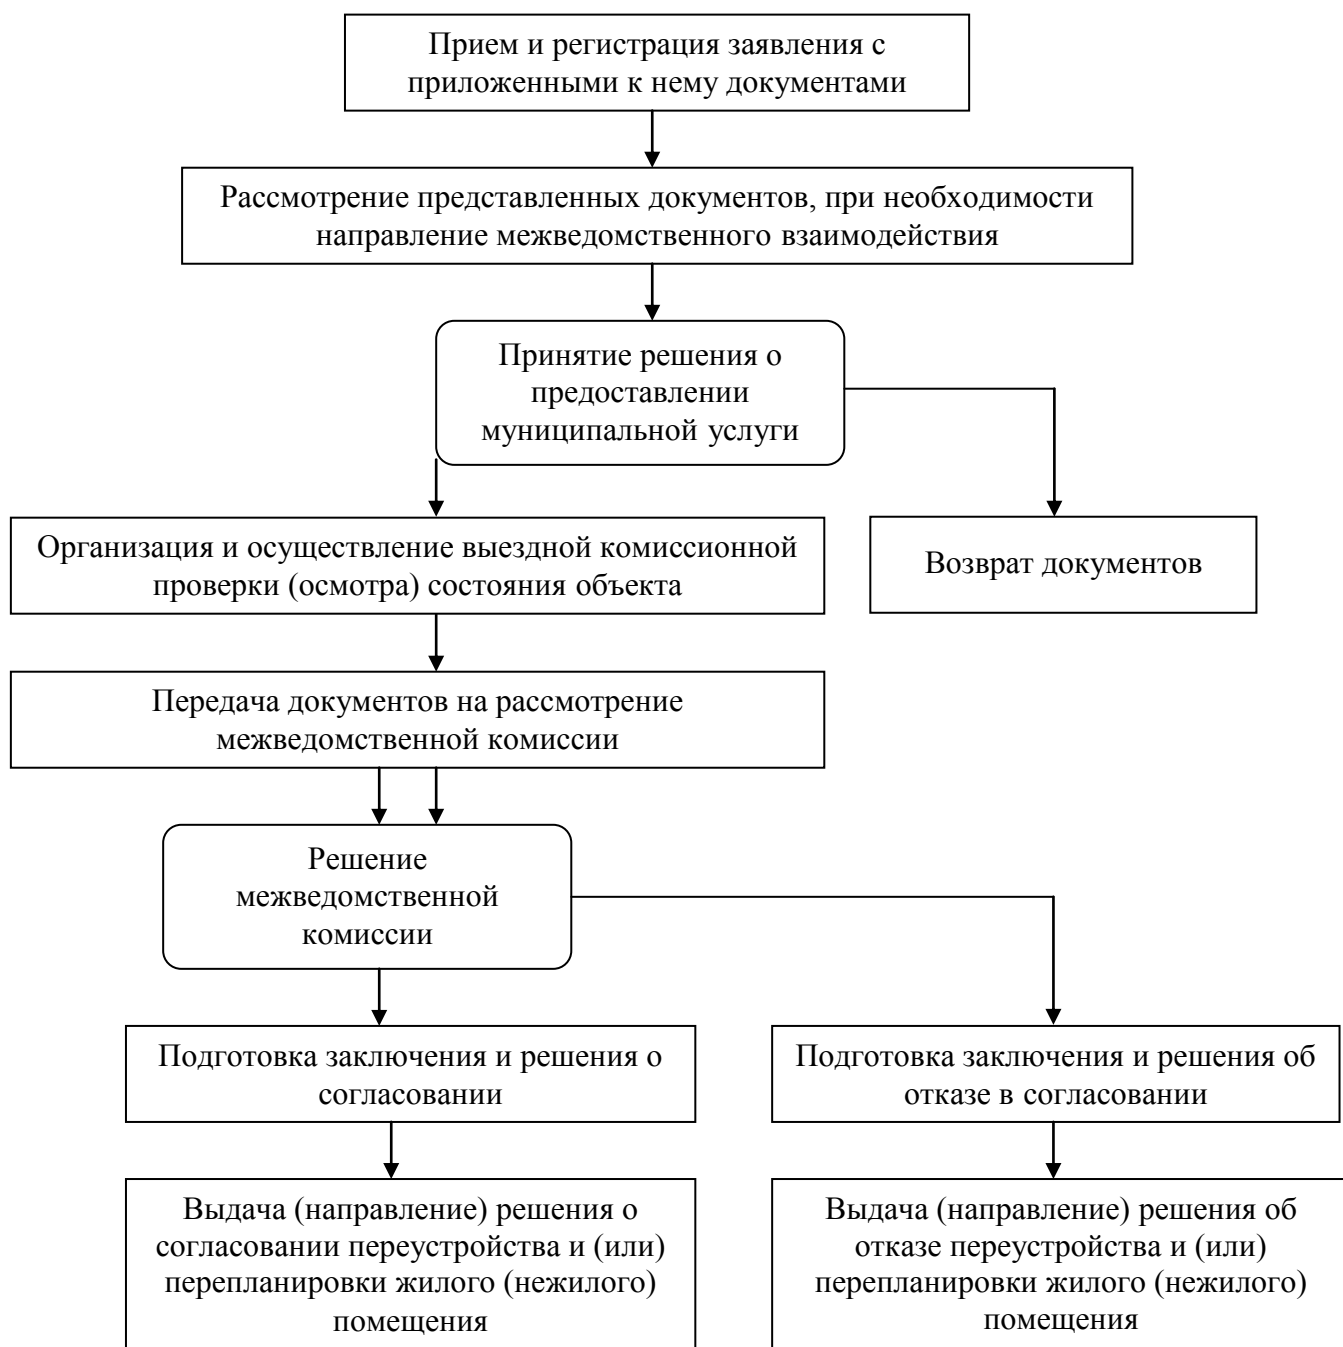 Прием и регистрация заявления с
приложенными к нему документами
Рассмотрение представленных документов, при необходимости
направление межведомственного взаимодействия
Принятие решения о
предоставлении
муниципальной услуги
Организация и осуществление выездной комиссионной
проверки (осмотра) состояния объекта
Возврат документов
Передача документов на рассмотрение
межведомственной комиссии
Решение
межведомственной
комиссии
Подготовка заключения и решения о
согласовании
Подготовка заключения и решения об
отказе в согласовании
Выдача (направление) решения о
согласовании переустройства и (или)
перепланировки жилого (нежилого)
помещения
Выдача (направление) решения об
отказе переустройства и (или)
перепланировки жилого (нежилого)
помещения